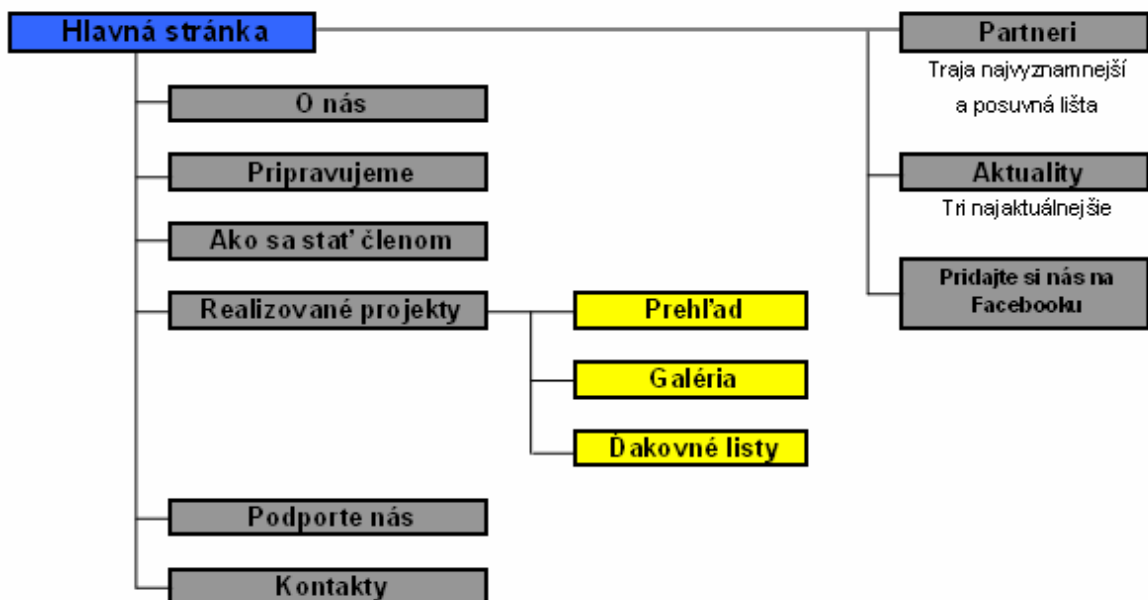 Hlavná stránka
O nás
Pripravujeme
Ako sa stať členom
Realizované projekty
Prehľad
Galéria
Ďakovné listy
Podporte nás
Kontakty
Partneri
Traja najvyznamnejší
a posuvná lišta
Aktuality
Tri najaktuálnejšie
Pridajte si nás na
Facebooku